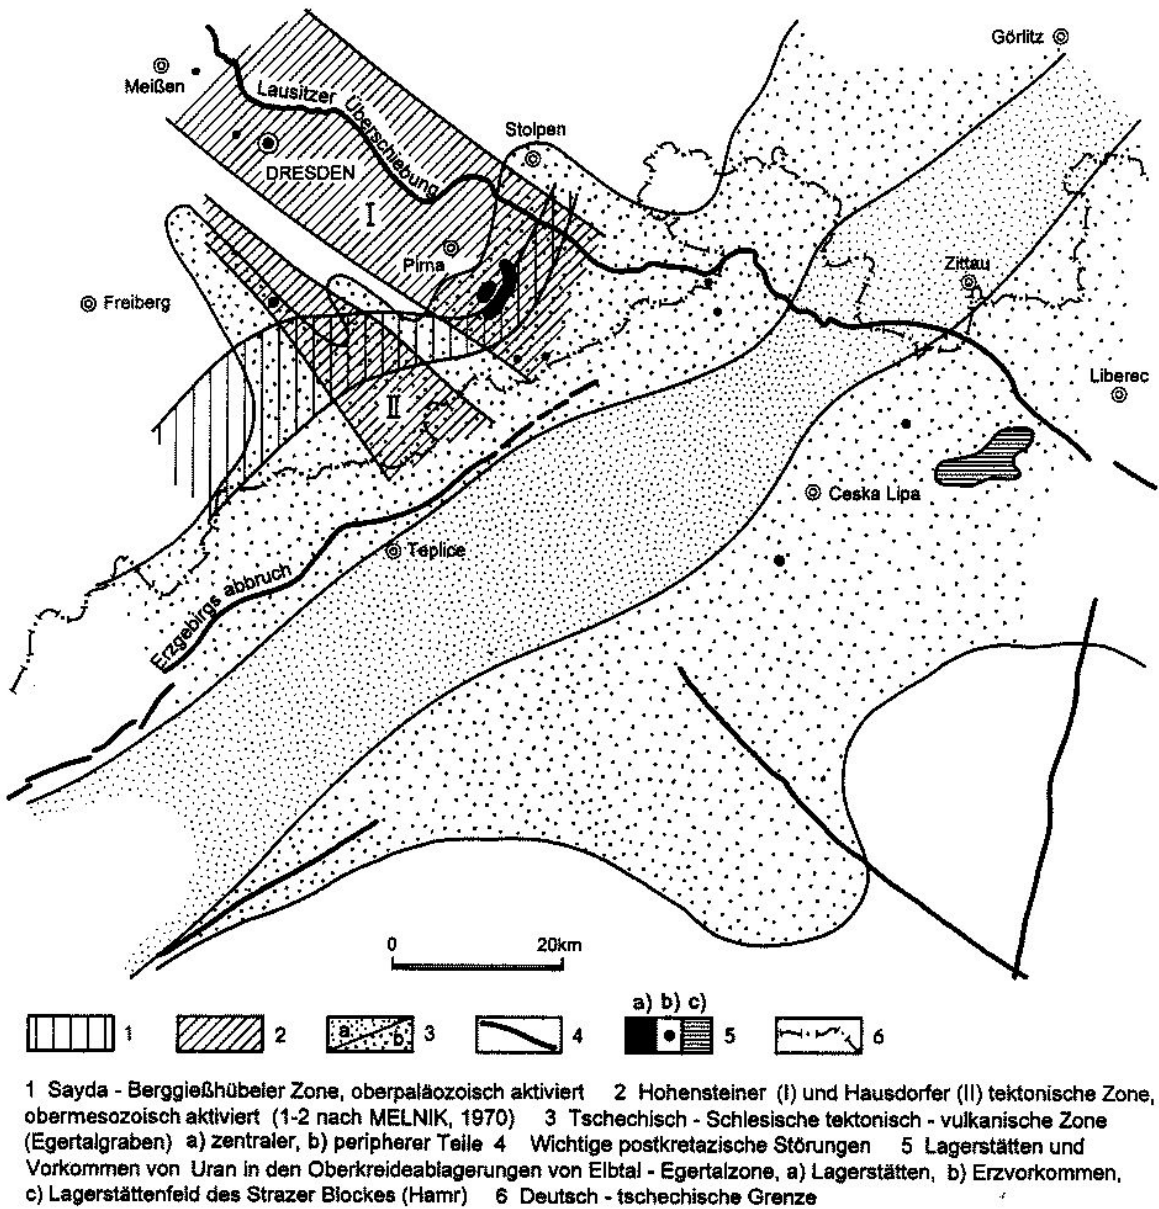 Görlitz
Meißen
Lausitzer Überschiebung
Stolpen
DRESDEN
I
Pirna
Zittau
Freiberg
Liberec
II
Ceska Lipa
Teplice
Erzgebirgs abbruch
0 20km
a) b) c)
1 2 a b 3 4 5 6
1 Sayda - Berggießhübeler Zone, oberpaläozoisch aktiviert 2 Hohensteiner (I) und Hausdorfer (II) tektonische Zone,
obermesozoisch aktiviert (1-2 nach MELNIK, 1970) 3 Tschechisch - Schlesische tektonisch - vulkanische Zone
(Egertalgraben) a) zentraler, b) peripherer Teile 4 Wichtige postkretazische Störungen 5 Lagerstätten und
Vorkommen von Uran in den Oberkreideablagerungen von Elbtal - Egertalzone, a) Lagerstätten, b) Erzvorkommen,
c) Lagerstättenfeld des Strazer Blockes (Hamr) 6 Deutsch - tschechische Grenze